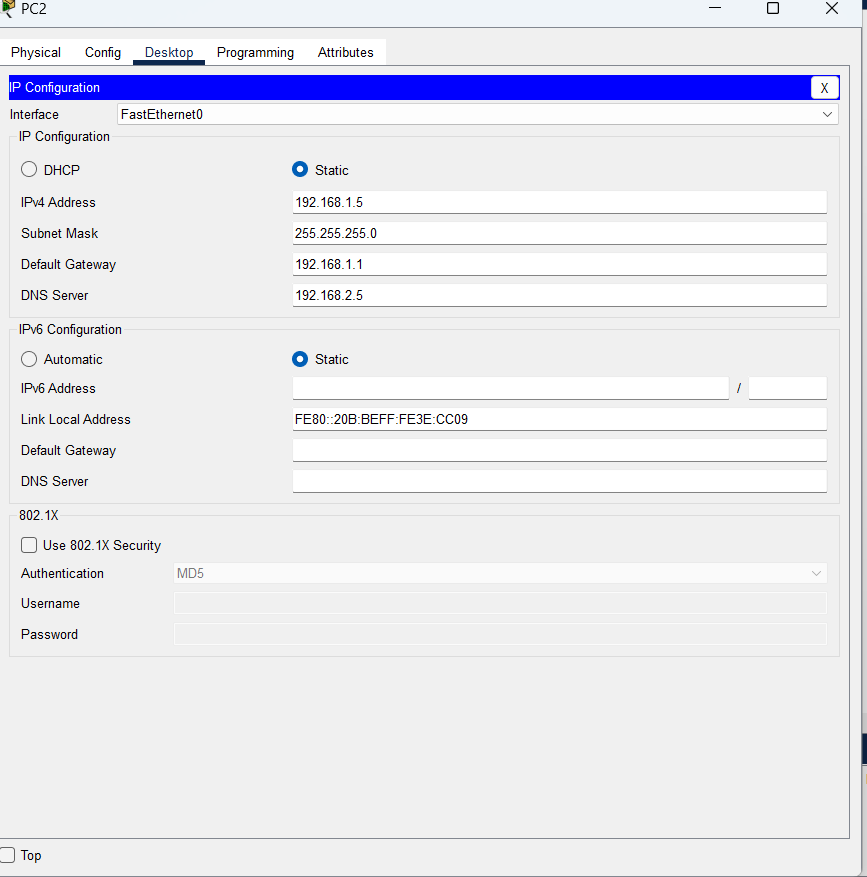 PC2
Physical Config Desktop Programming Attributes
IP Configuration X
Interface FastEthernet0
IP Configuration
DHCP Static
IPv4 Address 192.168.1.5
Subnet Mask 255.255.255.0
Default Gateway 192.168.1.1
DNS Server 192.168.2.5
IPv6 Configuration
Automatic Static
IPv6 Address /
Link Local Address FE80::20B:BEFF:FE3E:CC09
Default Gateway
DNS Server
802.1X
Use 802.1X Security
Authentication MD5
Username
Password
Top